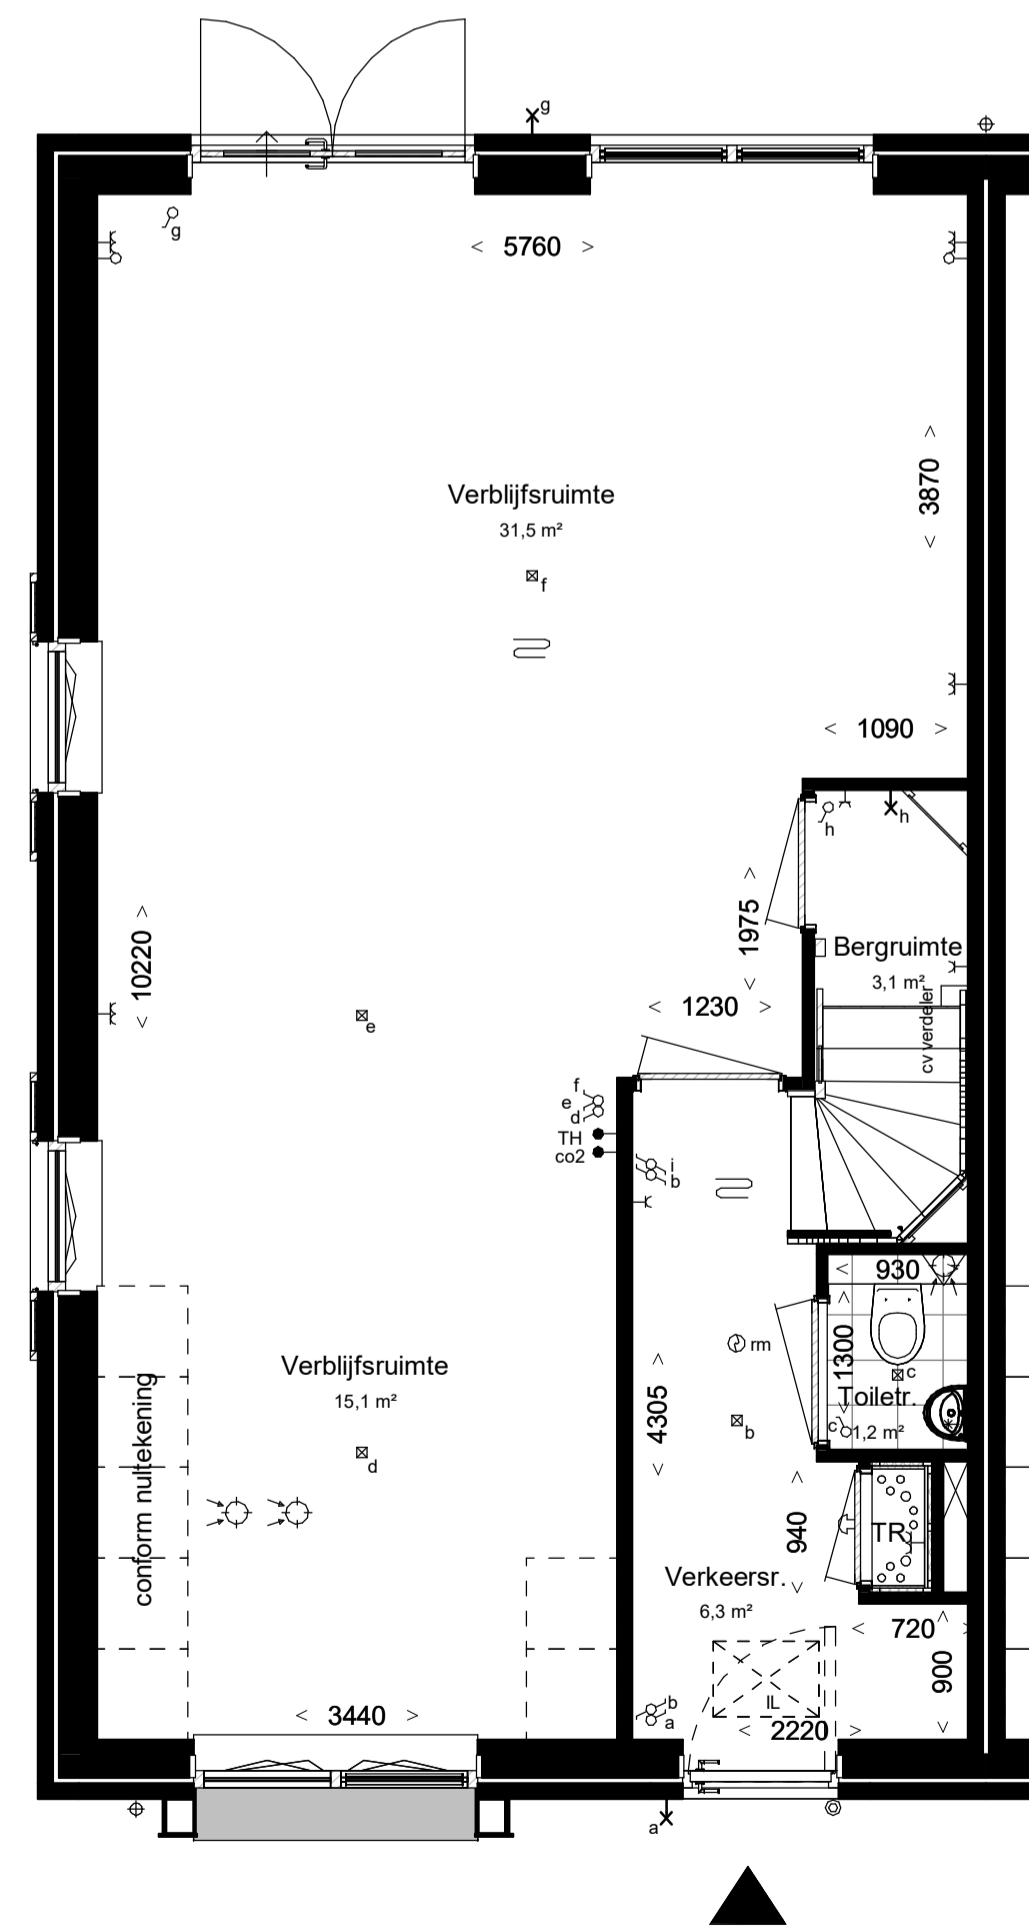 g
g
5760
3870
Verblijfsruimte
31,5 m²
f
1090
h
h
1975
Bergruimte
3,1 m²
cv verdeler
10220
1230
e
f
e
d
TH
co2
i
b
930
rm
1300
c
Toiletr.
c
1,2 m²
Verblijfsruimte
15,1 m²
4305
b
d
conform nultekening
940
TR
Verkeersr.
6,3 m²
720
900
IL
b
a
3440
2220
a